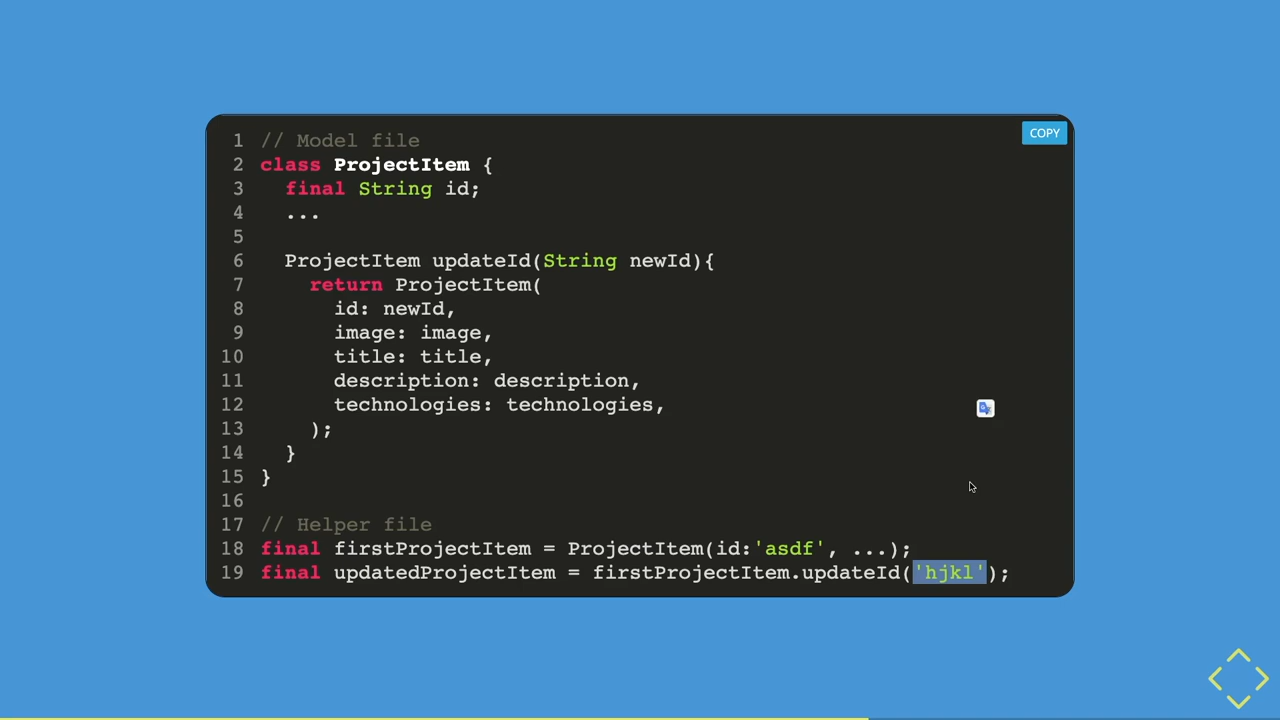 COPY
1 // Model file
2 class ProjectItem {
3   final String id;
4   ...
5
6   ProjectItem updateId(String newId){
7     return ProjectItem(
8       id: newId,
9       image: image,
10       title: title,
11       description: description,
12       technologies: technologies,
13     );
14   }
15 }
16
17 // Helper file
18 final firstProjectItem = ProjectItem(id:'asdf', ...);
19 final updatedProjectItem = firstProjectItem.updateId('hjkl');